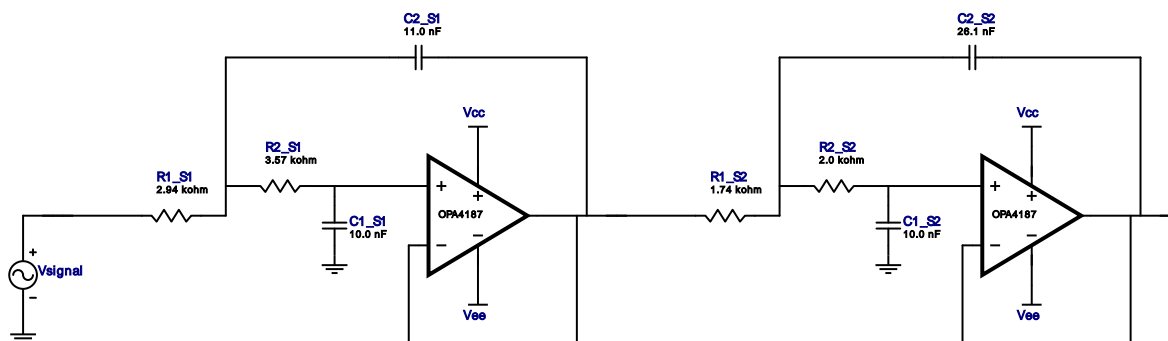 C2_S1
11.0 nF
C2_S2
26.1 nF
Vcc
Vcc
R2_S1
3.57 kohm
R2_S2
2.0 kohm
R1_S1
2.94 kohm
R1_S2
1.74 kohm
+
+
OPA4187
−
−
+
+
OPA4187
−
−
C1_S1
10.0 nF
C1_S2
10.0 nF
+
Vsignal
−
Vee
Vee